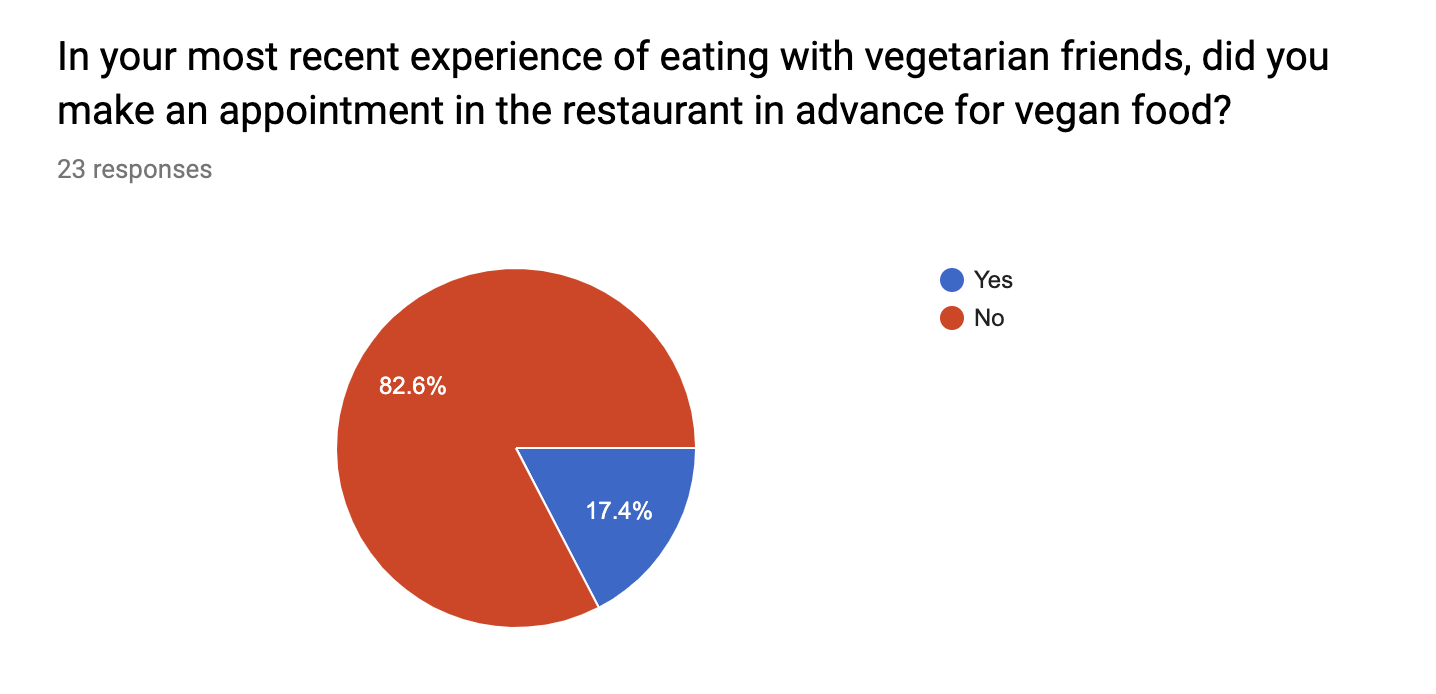 In your most recent experience of eating with vegetarian friends, did you
make an appointment in the restaurant in advance for vegan food?
23 responses
Yes
No
82.6%
17.4%